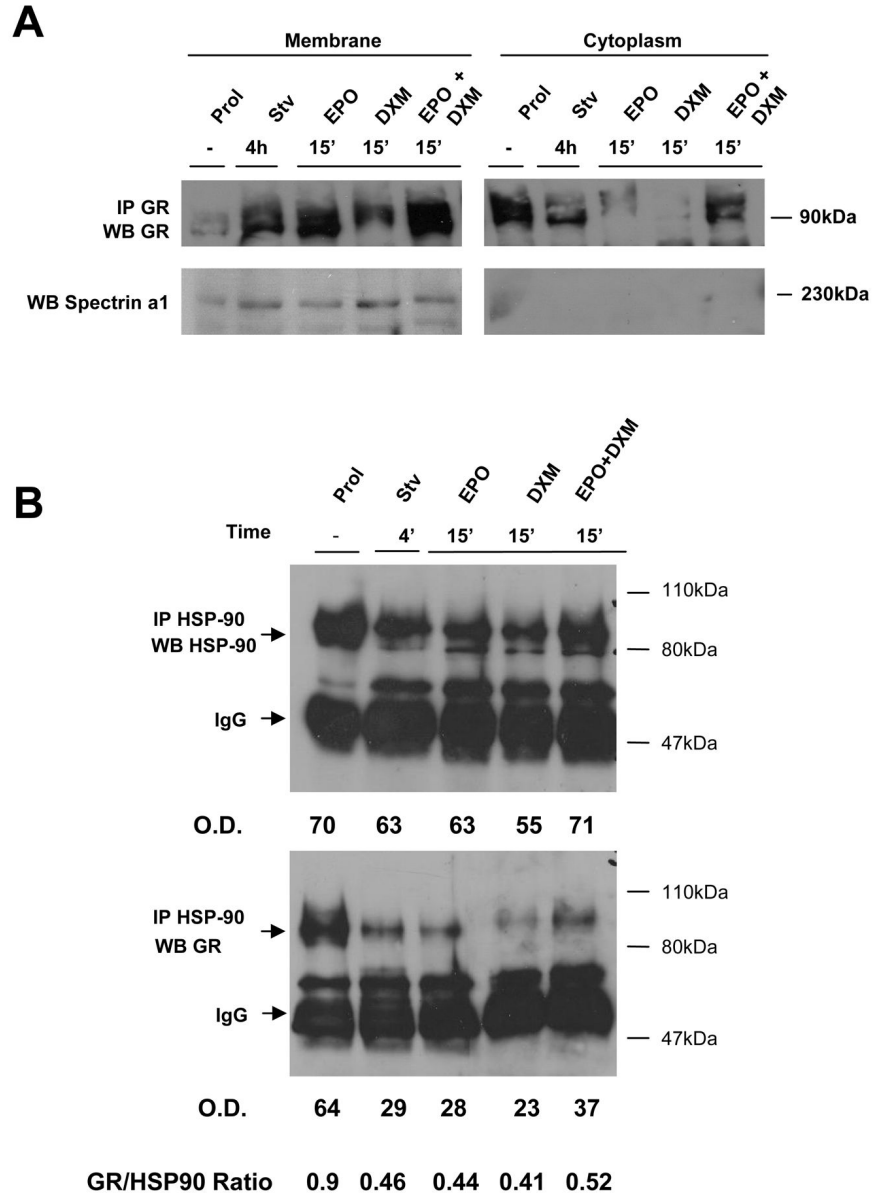 A
Membrane Cytoplasm
Prol Stv EPO DXM EPO + DXM Prol Stv EPO DXM EPO + DXM
- 4h 15’ 15’ 15’ - 4h 15’ 15’ 15’
IP GR
WB GR
90kDa
WB Spectrin a1
230kDa
B
Prol Stv EPO DXM EPO+DXM
Time - 4’ 15’ 15’ 15’
110kDa
IP HSP-90
WB HSP-90
80kDa
IgG
47kDa
O.D. 70 63 63 55 71
110kDa
IP HSP-90
WB GR
80kDa
IgG
47kDa
O.D. 64 29 28 23 37
GR/HSP90 Ratio 0.9 0.46 0.44 0.41 0.52